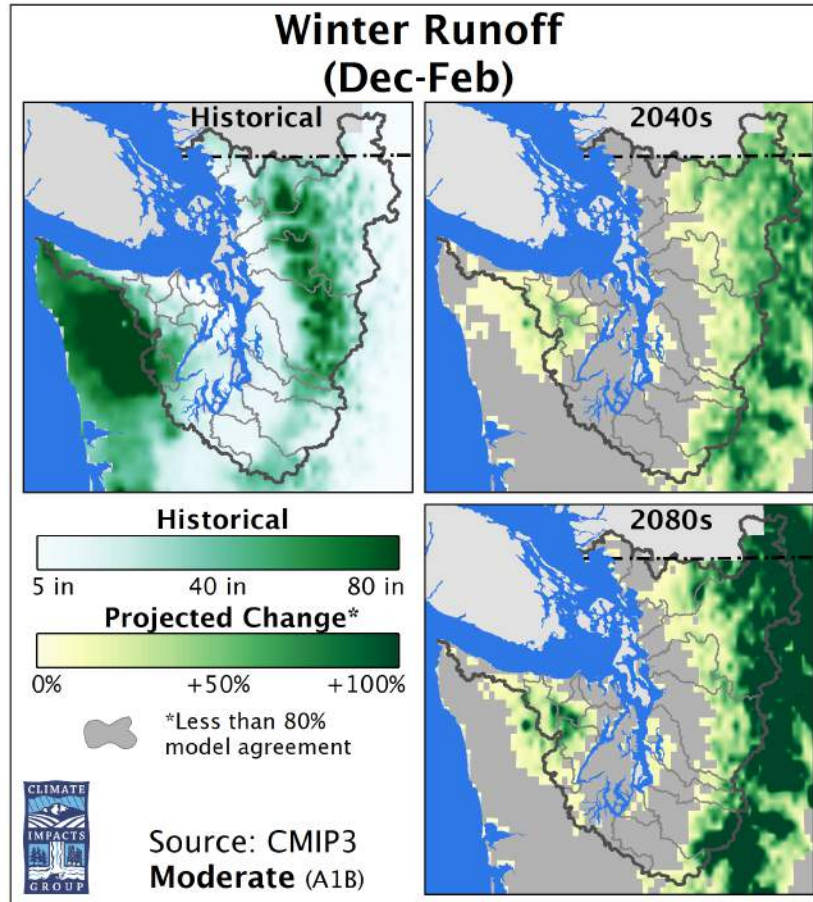 Winter Runoff
(Dec-Feb)
Historical
2040s
Historical
5 in 40 in 80 in
Projected Change*
0% +50% +100%
*Less than 80%
model agreement
2080s
CLIMATE
IMPACTS
GROUP
Source: CMIP3
Moderate (A1B)